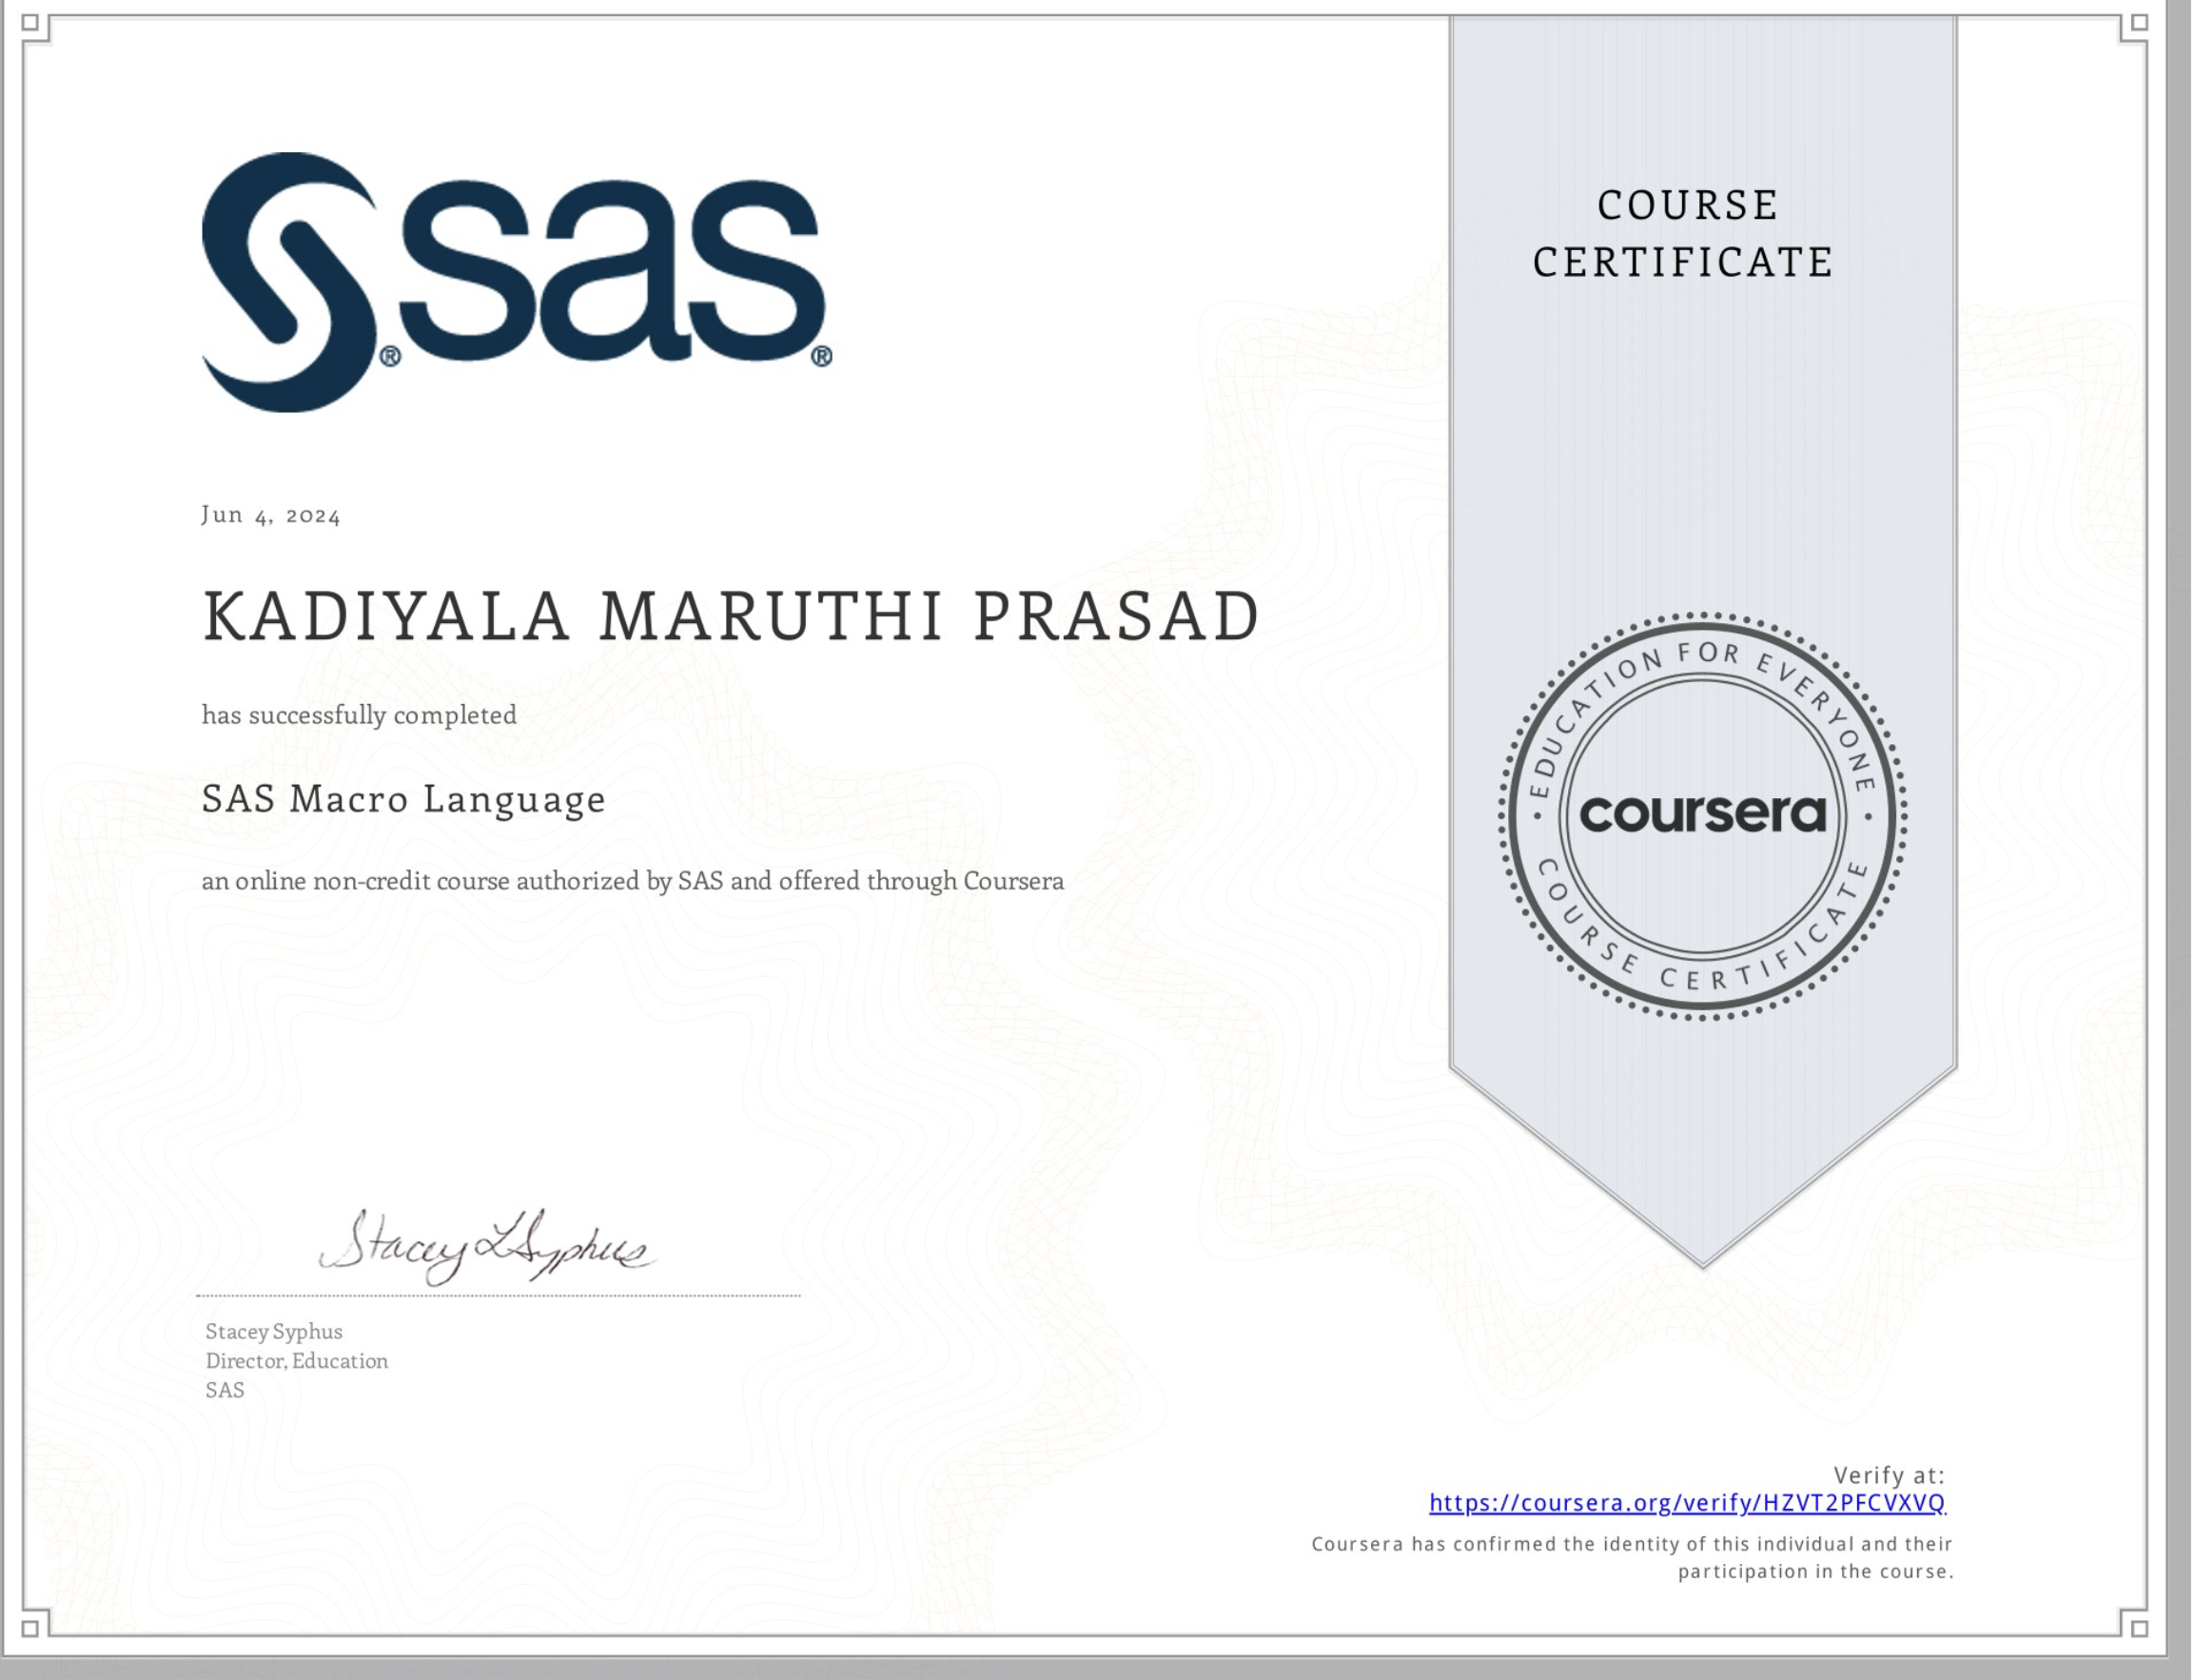 sas
®
®
COURSE
CERTIFICATE
Jun 4, 2024
KADIYALA MARUTHI PRASAD
has successfully completed
SAS Macro Language
an online non-credit course authorized by SAS and offered through Coursera
EDUCATION FOR EVERYONE
coursera
COURSE CERTIFICATE
Stacey L Syphus
Stacey Syphus
Director, Education
SAS
Verify at:
https://coursera.org/verify/HZVT2PFCVXVQ
Coursera has confirmed the identity of this individual and their
participation in the course.